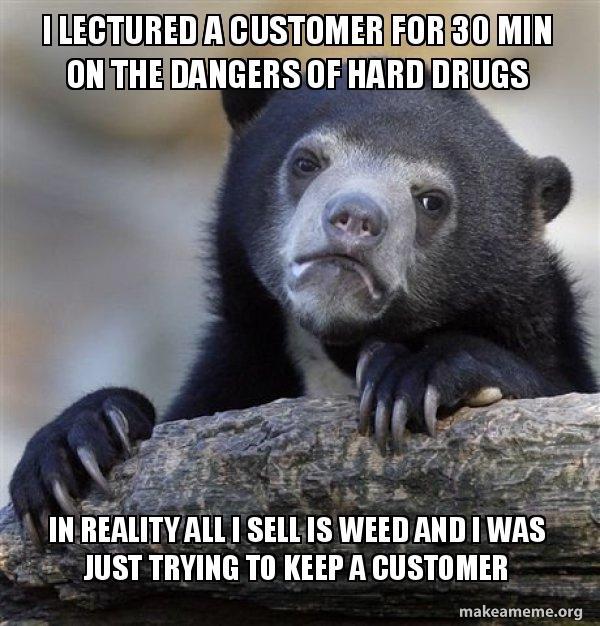 I LECTURED A CUSTOMER FOR 30 MIN
ON THE DANGERS OF HARD DRUGS
IN REALITY ALL I SELL IS WEED AND I WAS
JUST TRYING TO KEEP A CUSTOMER
makeameme.org